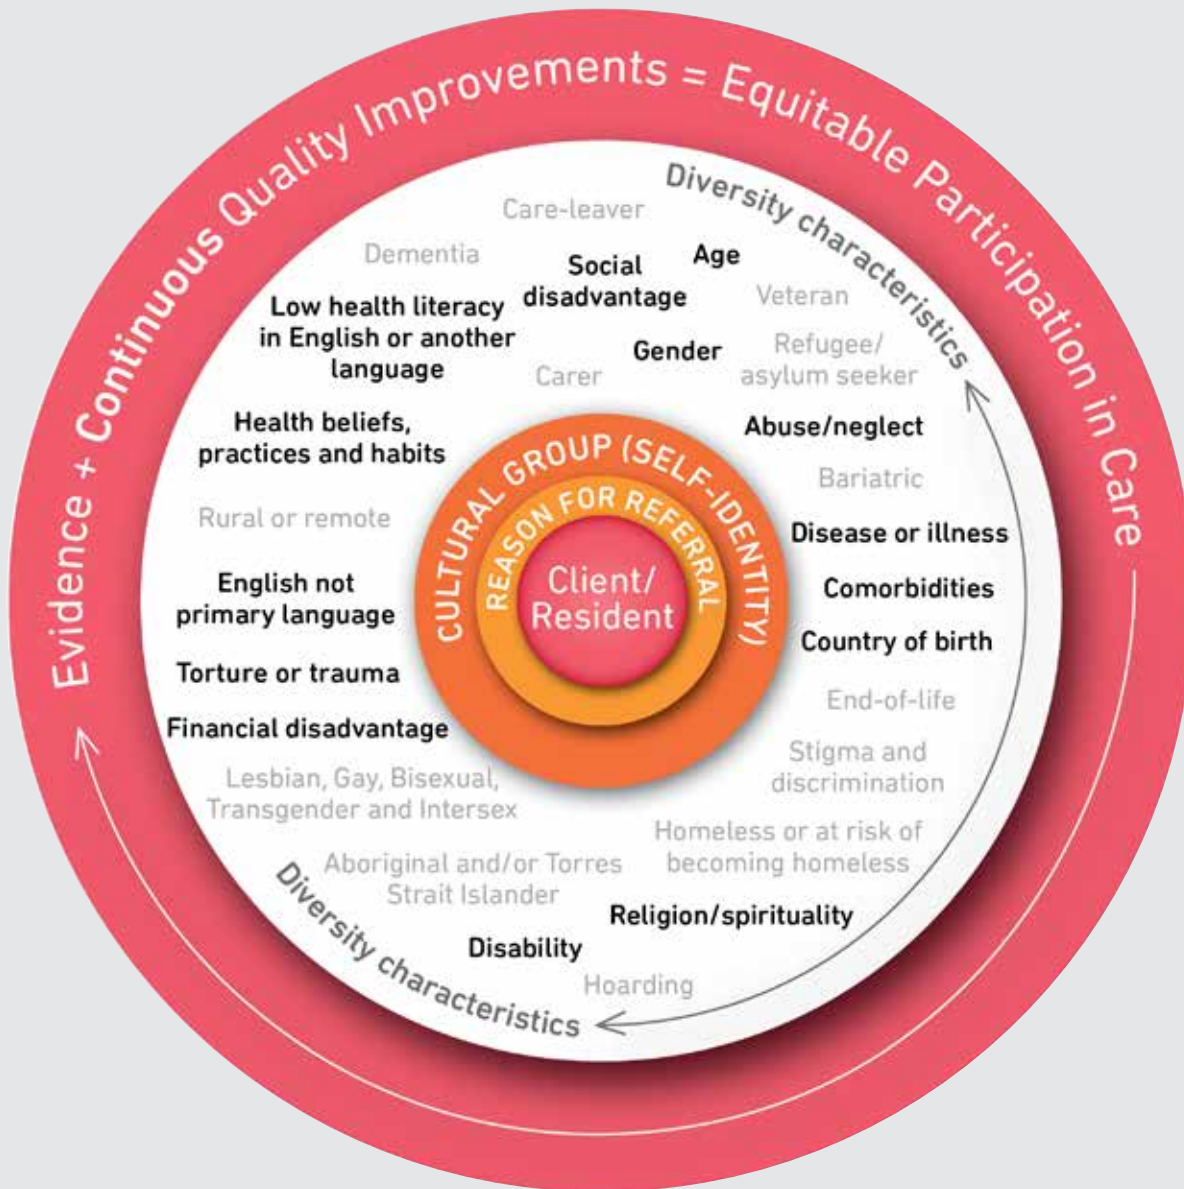 Evidence + Continuous Quality Improvements = Equitable Participation in Care
Diversity characteristics
Care-leaver
Dementia
Social
disadvantage
Age
Veteran
Low health literacy
in English or another
language
Gender
Refugee/
asylum seeker
Carer
Health beliefs,
practices and habits
Abuse/neglect
Bariatric
Rural or remote
Disease or illness
English not
primary language
Comorbidities
Country of birth
Torture or trauma
End-of-life
Financial disadvantage
Stigma and
discrimination
Lesbian, Gay, Bisexual,
Transgender and Intersex
Homeless or at risk of
becoming homeless
Aboriginal and/or Torres
Strait Islander
Religion/spirituality
Disability
Hoarding
Diversity characteristics
CULTURAL GROUP (SELF-IDENTITY)
REASON FOR REFERRAL
Client/
Resident